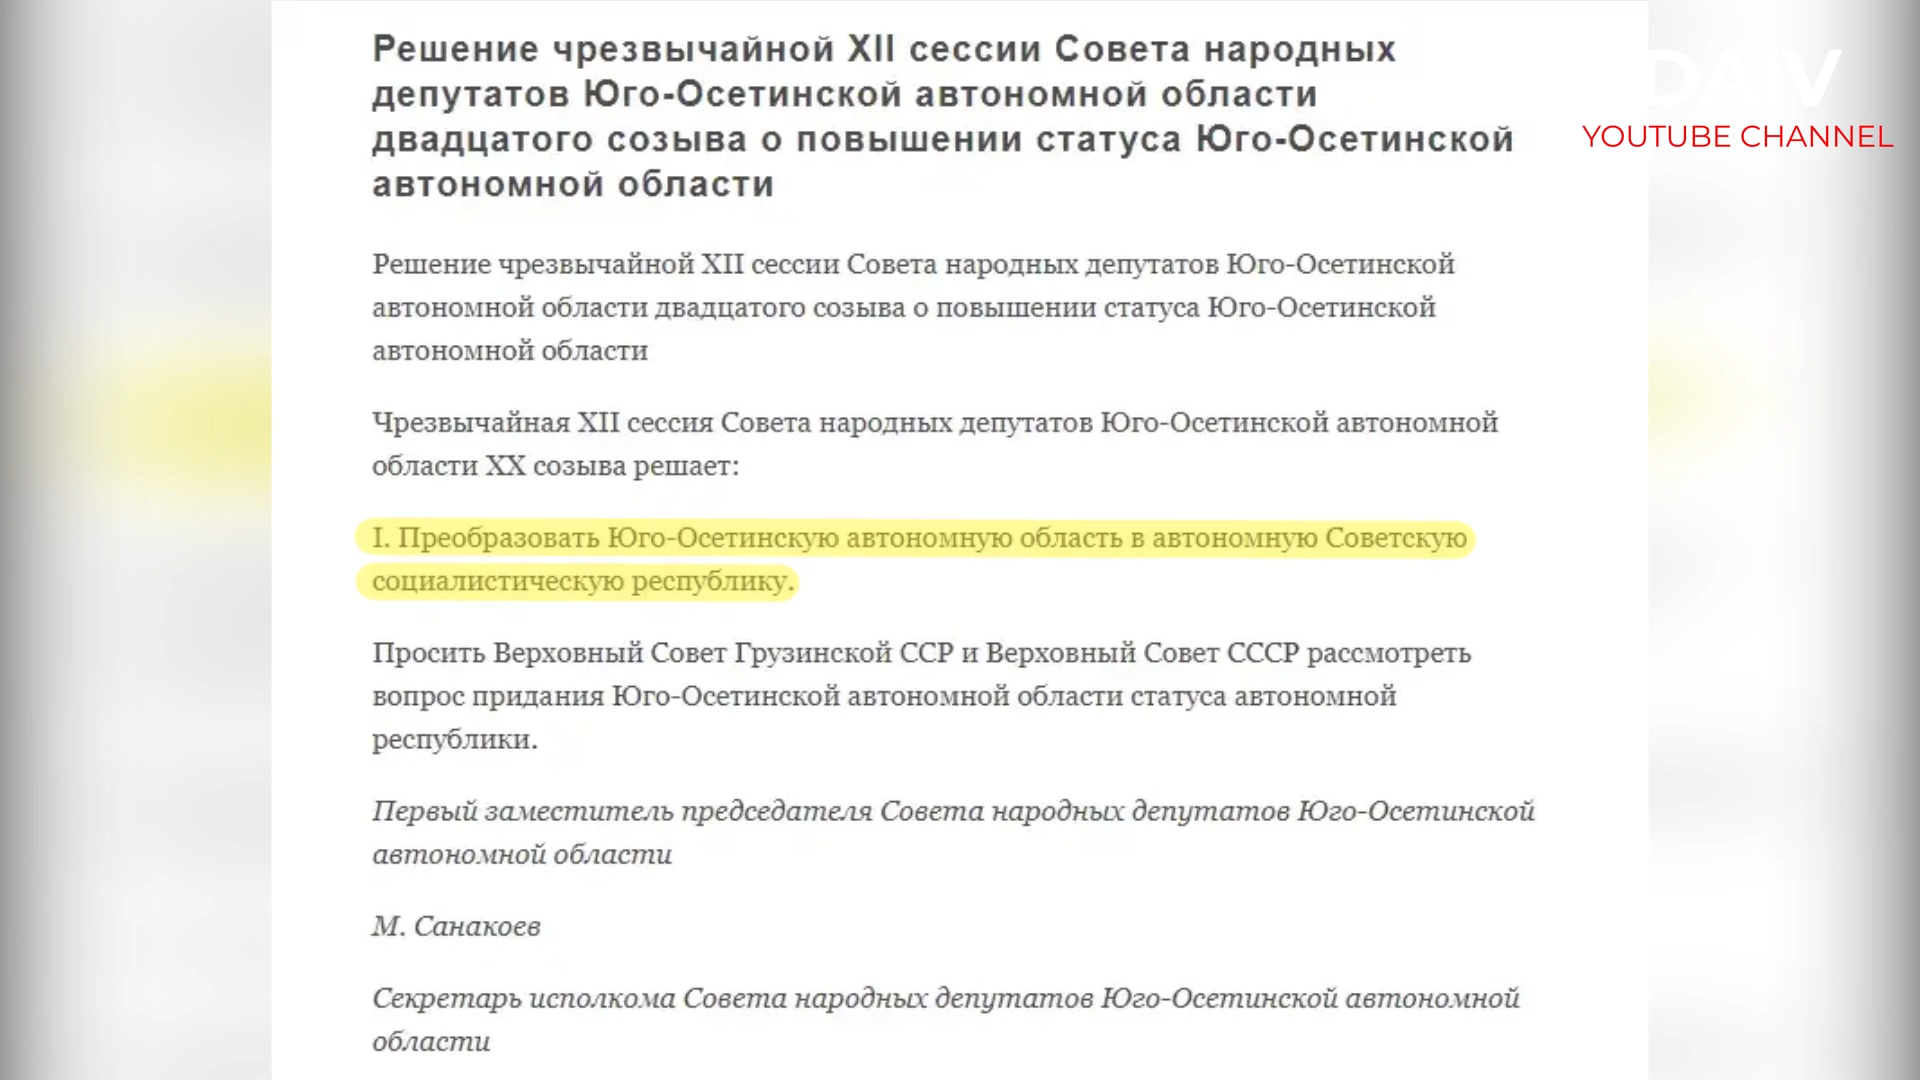 Решение чрезвычайной XII сессии Совета народных
депутатов Юго-Осетинской автономной области
двадцатого созыва о повышении статуса Юго-Осетинской
автономной области
Решение чрезвычайной XII сессии Совета народных депутатов Юго-Осетинской
автономной области двадцатого созыва о повышении статуса Юго-Осетинской
автономной области
Чрезвычайная XII сессия Совета народных депутатов Юго-Осетинской автономной
области XX созыва решает:
I. Преобразовать Юго-Осетинскую автономную область в автономную Советскую
социалистическую республику.
Просить Верховный Совет Грузинской ССР и Верховный Совет СССР рассмотреть
вопрос придания Юго-Осетинской автономной области статуса автономной
республики.
Первый заместитель председателя Совета народных депутатов Юго-Осетинской
автономной области
М. Санакоев
Секретарь исполкома Совета народных депутатов Юго-Осетинской автономной
области
YOUTUBE CHANNEL